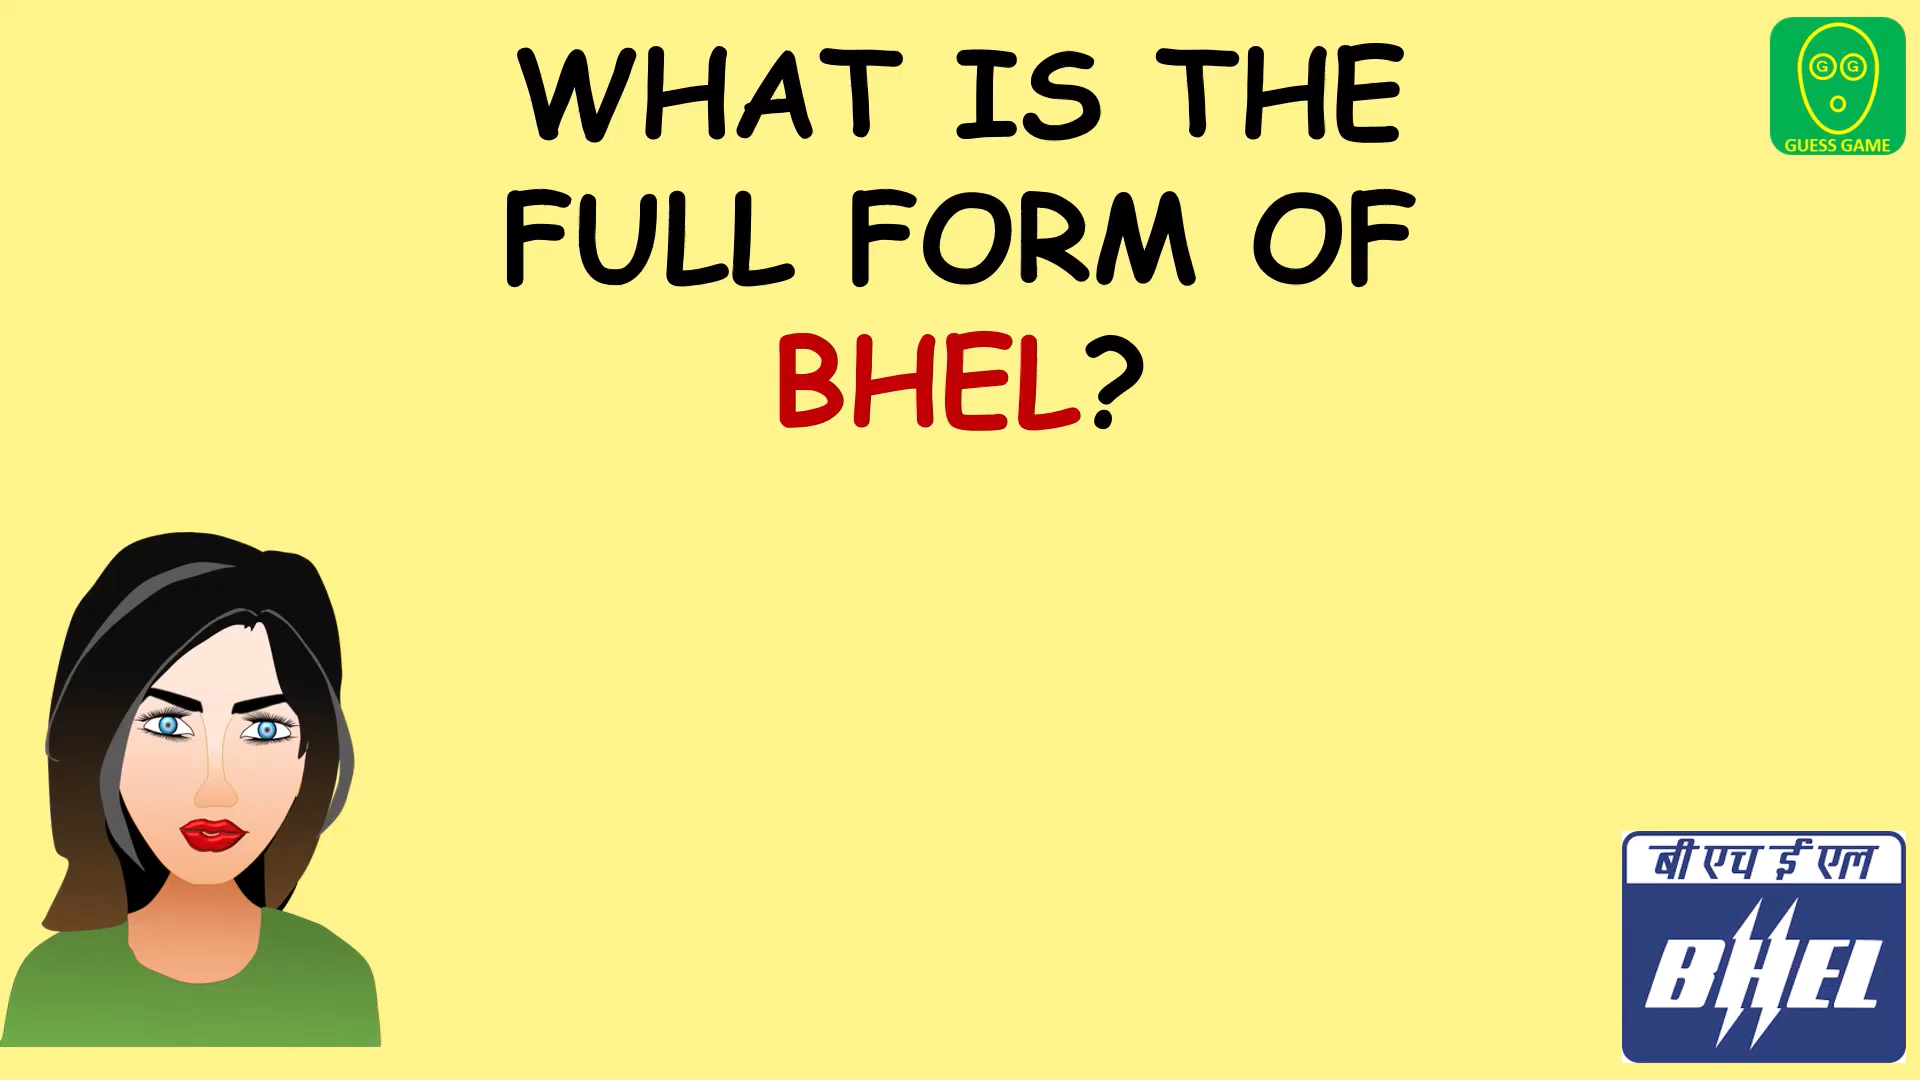 WHAT IS THE
FULL FORM OF
BHEL?
G G
GUESS GAME
बी एच ई एल
BHEL